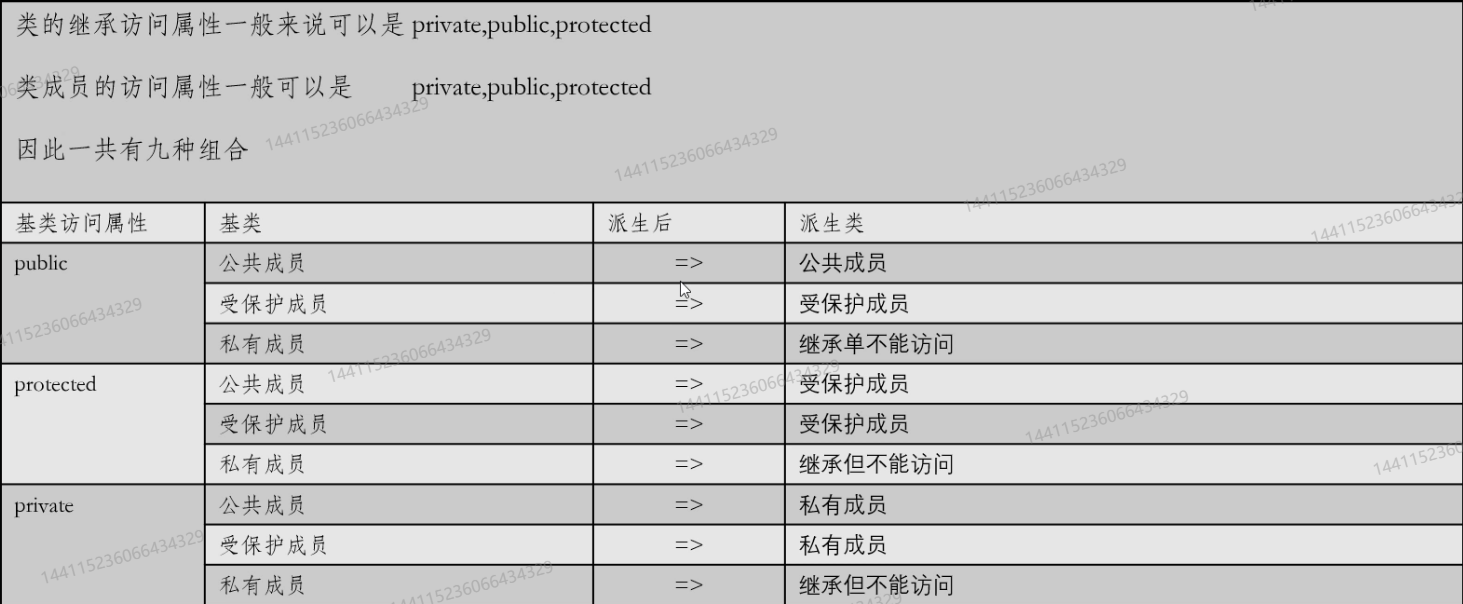 类的继承访问属性一般来说可以是 private,public,protected
类成员的访问属性一般可以是 private,public,protected
因此一共有九种组合
基类访问属性 基类 派生后 派生类
public 公共成员 => 公共成员
受保护成员 => 受保护成员
私有成员 => 继承单不能访问
protected 公共成员 => 受保护成员
受保护成员 => 受保护成员
私有成员 => 继承但不能访问
private 公共成员 => 私有成员
受保护成员 => 私有成员
私有成员 => 继承但不能访问
144115236066434329